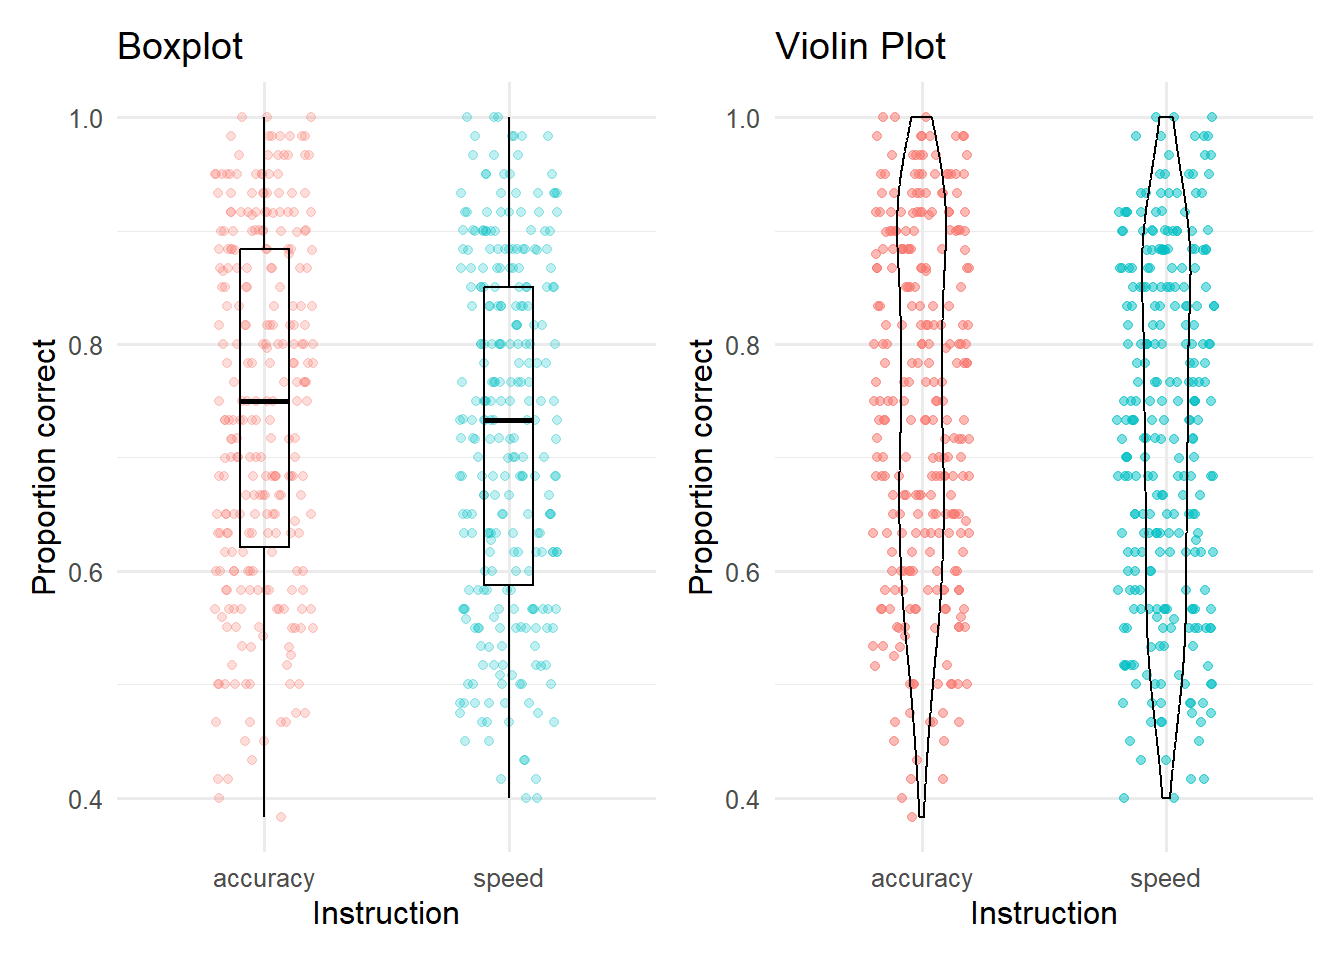 Boxplot
Proportion correct
1.0
0.8
0.6
0.4
accuracy speed
Instruction
Violin Plot
Proportion correct
1.0
0.8
0.6
0.4
accuracy speed
Instruction